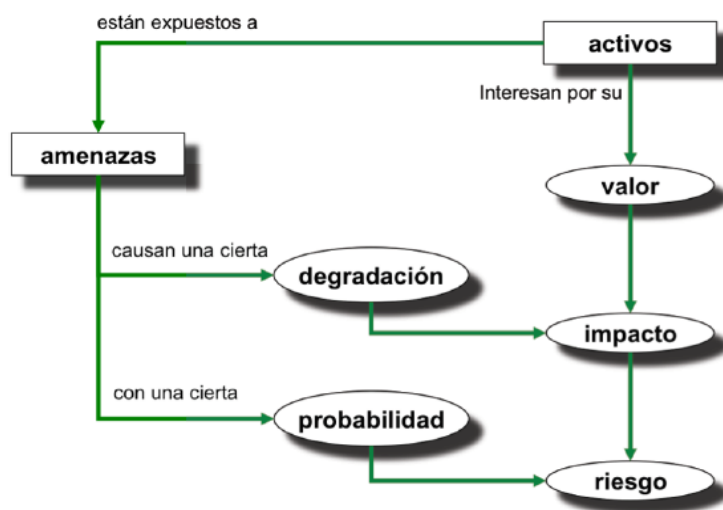 están expuestos a
activos
Interesan por su
amenazas
valor
causan una cierta
degradación
impacto
con una cierta
probabilidad
riesgo